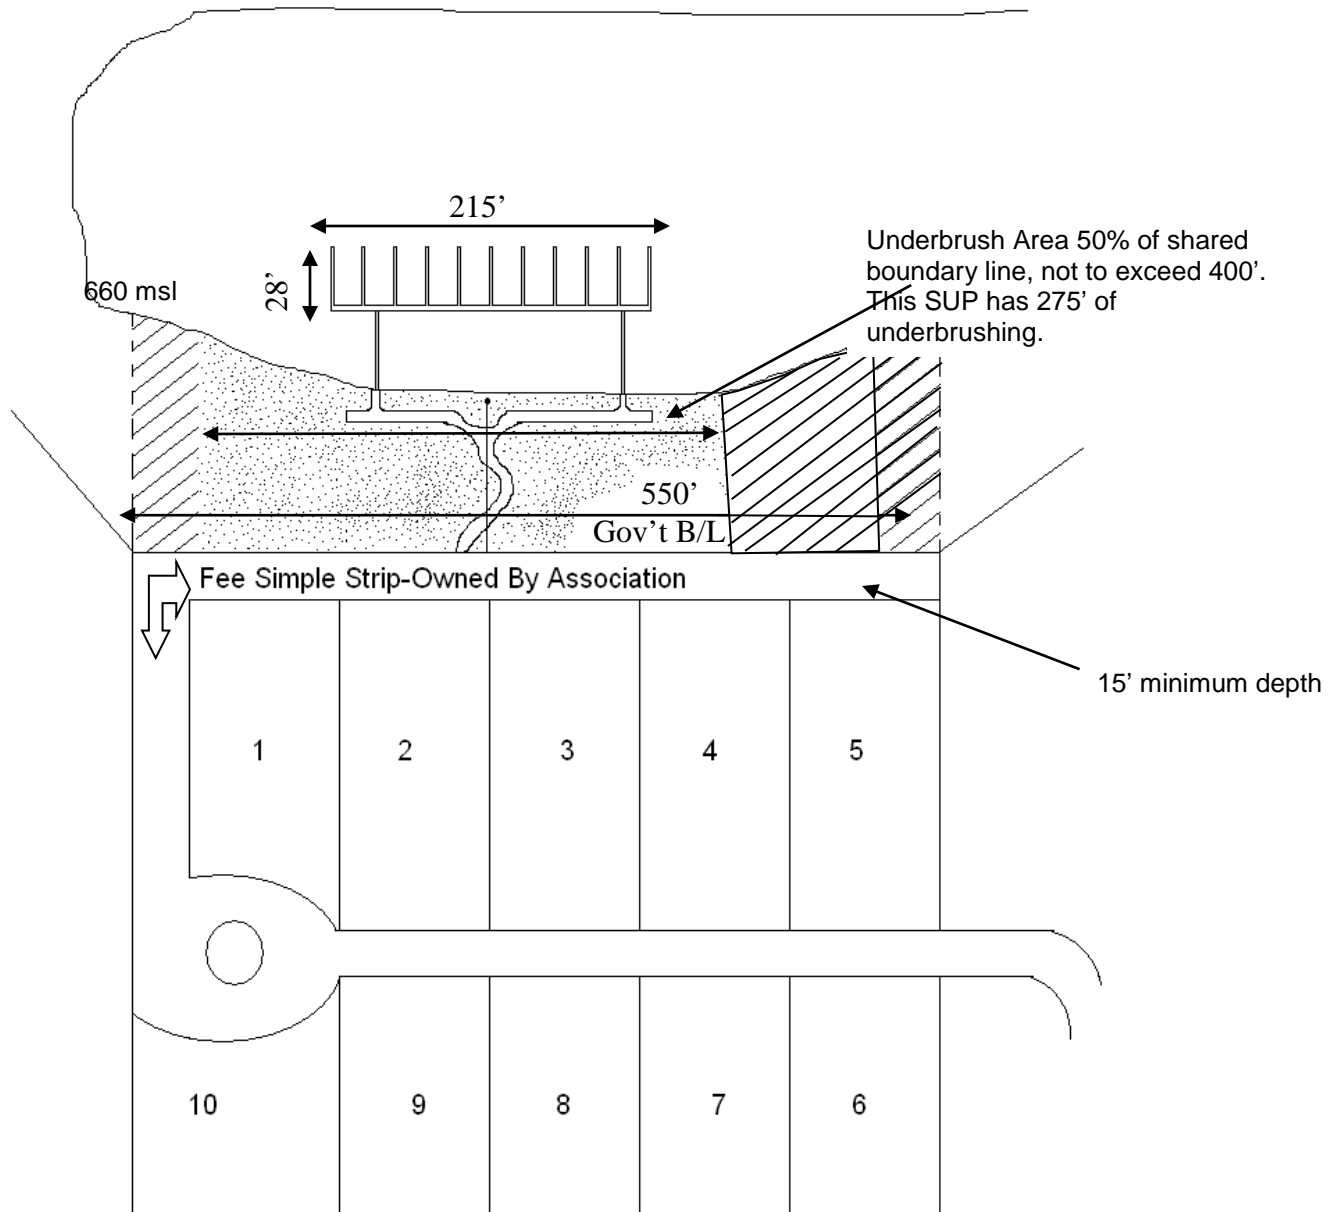 215’
28’
660 msl
Underbrush Area 50% of shared
boundary line, not to exceed 400’.
This SUP has 275’ of
underbrushing.
550’
Gov’t B/L
Fee Simple Strip-Owned By Association
15’ minimum depth
1
2
3
4
5
10
9
8
7
6